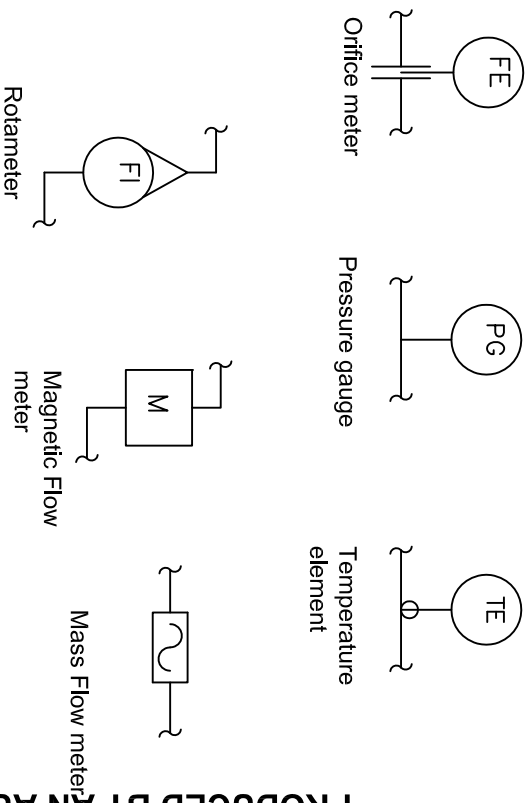 FE
Orifice meter
PG
Pressure gauge
TE
Temperature
element
FI
Rotameter
M
Magnetic Flow
meter
Mass Flow meter